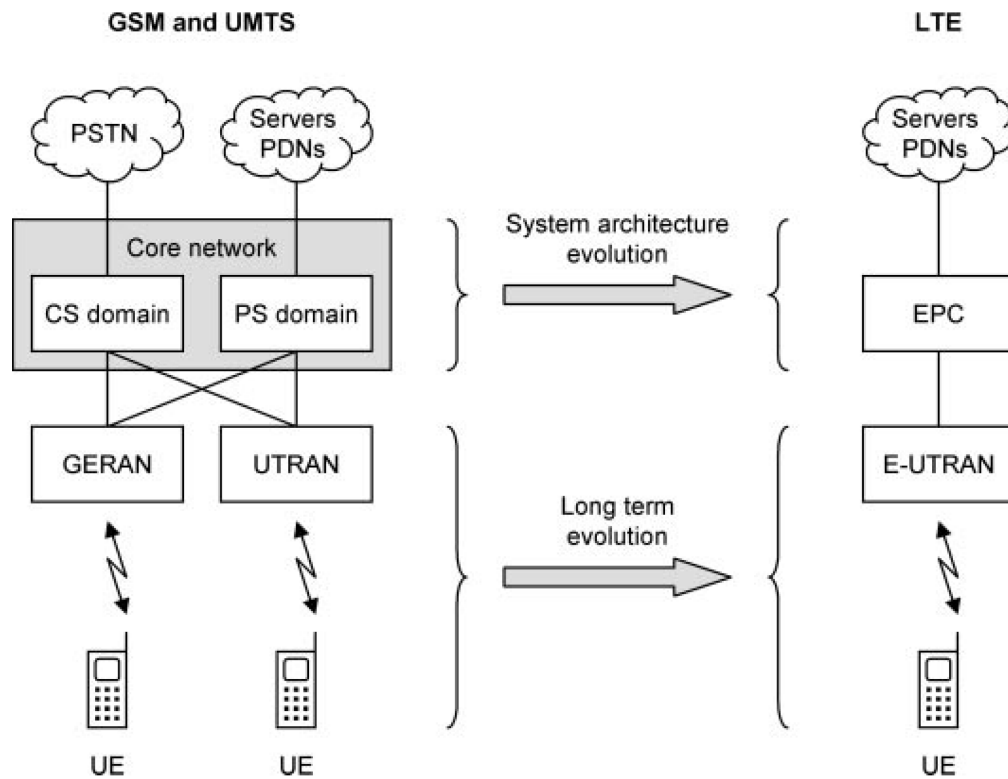 GSM and UMTS
LTE
PSTN
Servers
PDNs
Servers
PDNs
Core network
CS domain
PS domain
System architecture
evolution
EPC
GERAN
UTRAN
E-UTRAN
Long term
evolution
UE
UE
UE